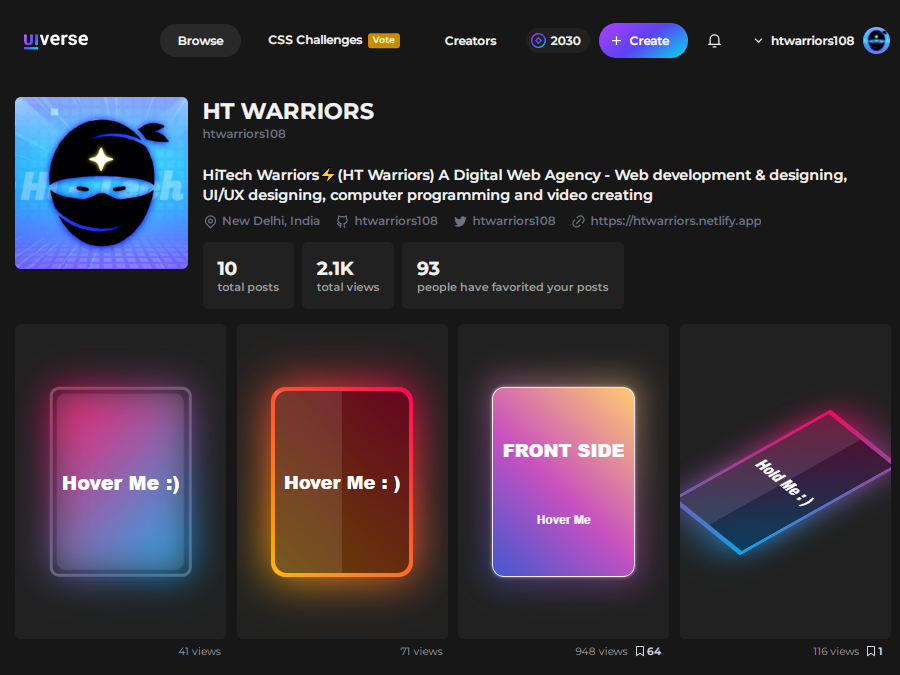 uiverse
Browse
CSS Challenges Vote
Creators
2030
+ Create
htwarriors108
HT WARRIORS
htwarriors108
HiTech Warriors⚡(HT Warriors) A Digital Web Agency - Web development & designing,
UI/UX designing, computer programming and video creating
New Delhi, India htwarriors108 htwarriors108 https://htwarriors.netlify.app
10
total posts
2.1K
total views
93
people have favorited your posts
Hover Me :)
41 views
Hover Me : )
71 views
FRONT SIDE
Hover Me
948 views 64
Hold Me : )
116 views 1